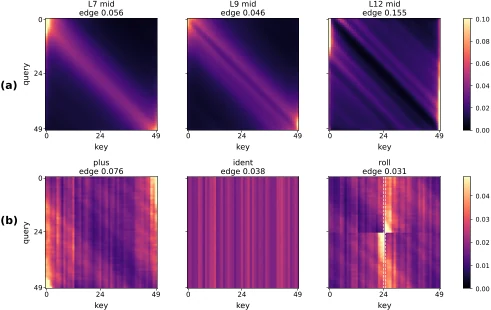 L7 mid
edge 0.056
L9 mid
edge 0.046
L12 mid
edge 0.155
(a)
query
0
24
49
0
24
49
key
0
24
49
key
0
24
49
key
0.10
0.08
0.06
0.04
0.02
0.00
plus
edge 0.076
ident
edge 0.038
roll
edge 0.031
(b)
query
0
24
49
0
24
49
key
0
24
49
key
0
24
49
key
0.04
0.03
0.02
0.01
0.00